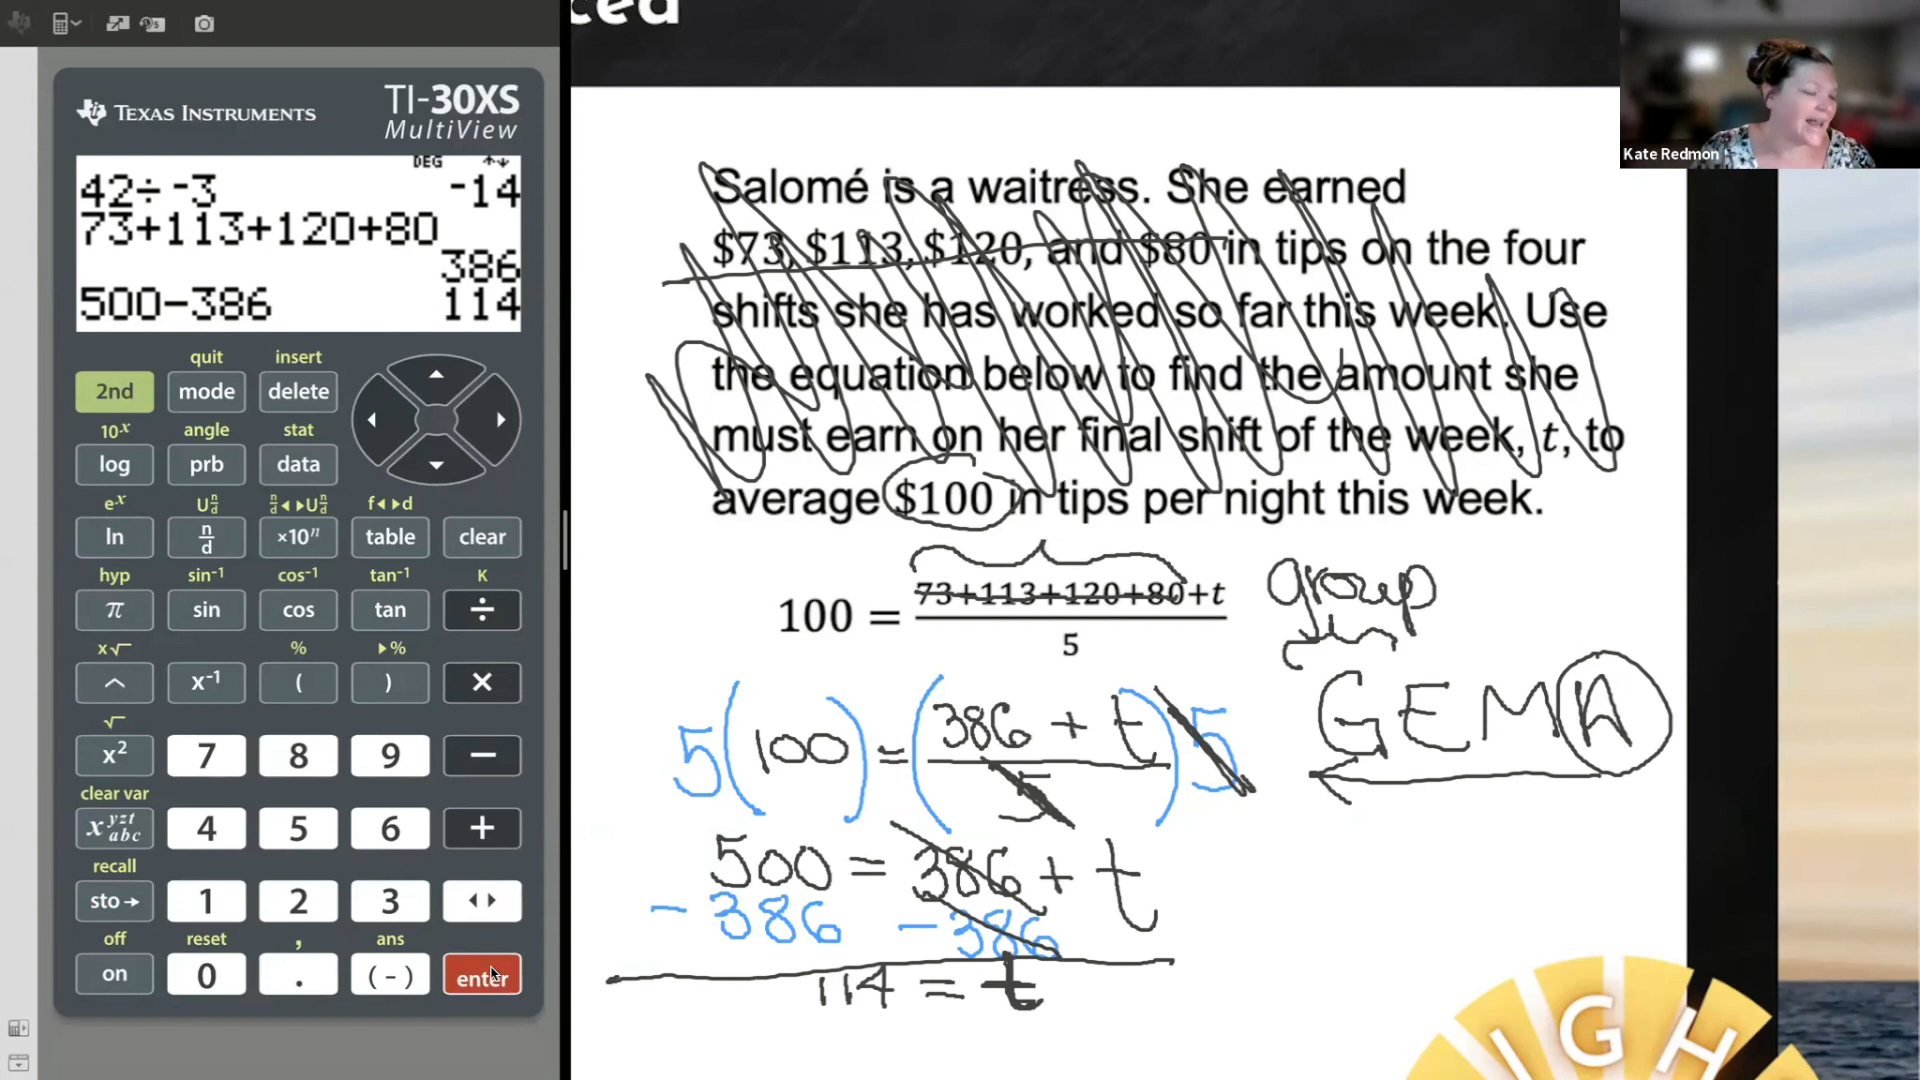 ced
Kate Redmon
TEXAS INSTRUMENTS
TI-30XS
MultiView
DEG
42÷ -3 -14
73+113+120+80
386
500-386 114
quit insert
2nd mode delete
10ˣ angle stat
log prb data
eˣ U n/d n/d ◄►U n/d f◄►d
ln n/d ×10ⁿ table clear
hyp sin⁻¹ cos⁻¹ tan⁻¹ K
π sin cos tan ÷
x√ % ►%
^ x⁻¹ ( ) ×
√
x² 7 8 9 −
clear var
x yzt abc 4 5 6 +
recall
sto→ 1 2 3 ◄►
off reset , ans
on 0 . (-) enter
Salomé is a waitress. She earned
$73, $113, $120, and $80 in tips on the four
shifts she has worked so far this week. Use
the equation below to find the amount she
must earn on her final shift of the week, t, to
average $100 in tips per night this week.
100 = 73+113+120+80+t
5
group
GEMA
5(100) = (386 + t)5
5
500 = 386 + t
- 386 - 386
114 = t
IGH